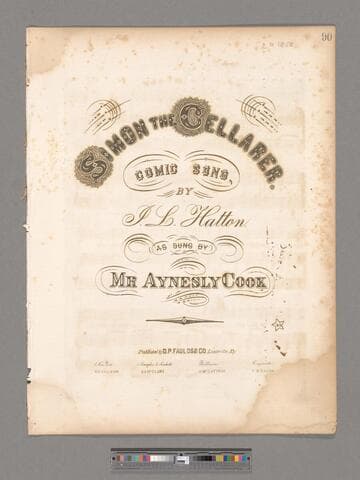 90
SIMON THE CELLARER.
COMIC SONG,
BY
J. L. Hatton.
AS SUNG BY
MR AYNESLY COOK
Published by D.P. FAULDS & CO. Louisville, Ky.